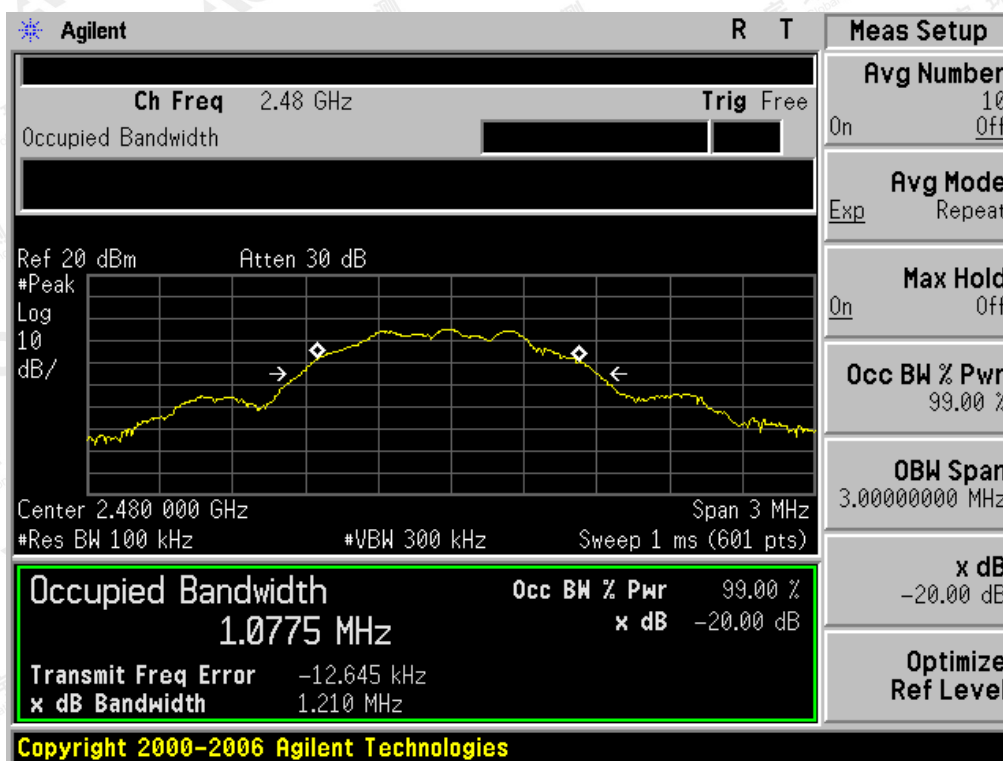 Agilent R T
Ch Freq 2.48 GHz Trig Free
Occupied Bandwidth
Ref 20 dBm Atten 30 dB
#Peak
Log
10
dB/
Center 2.480 000 GHz Span 3 MHz
#Res BW 100 kHz #VBW 300 kHz Sweep 1 ms (601 pts)
Occupied Bandwidth Occ BW % Pwr 99.00 %
1.0775 MHz x dB -20.00 dB
Transmit Freq Error -12.645 kHz
x dB Bandwidth 1.210 MHz
Copyright 2000-2006 Agilent Technologies
Meas Setup
Avg Number
10
On Off
Avg Mode
Exp Repeat
Max Hold
On Off
Occ BW % Pwr
99.00 %
OBW Span
3.00000000 MHz
x dB
-20.00 dB
Optimize
Ref Level